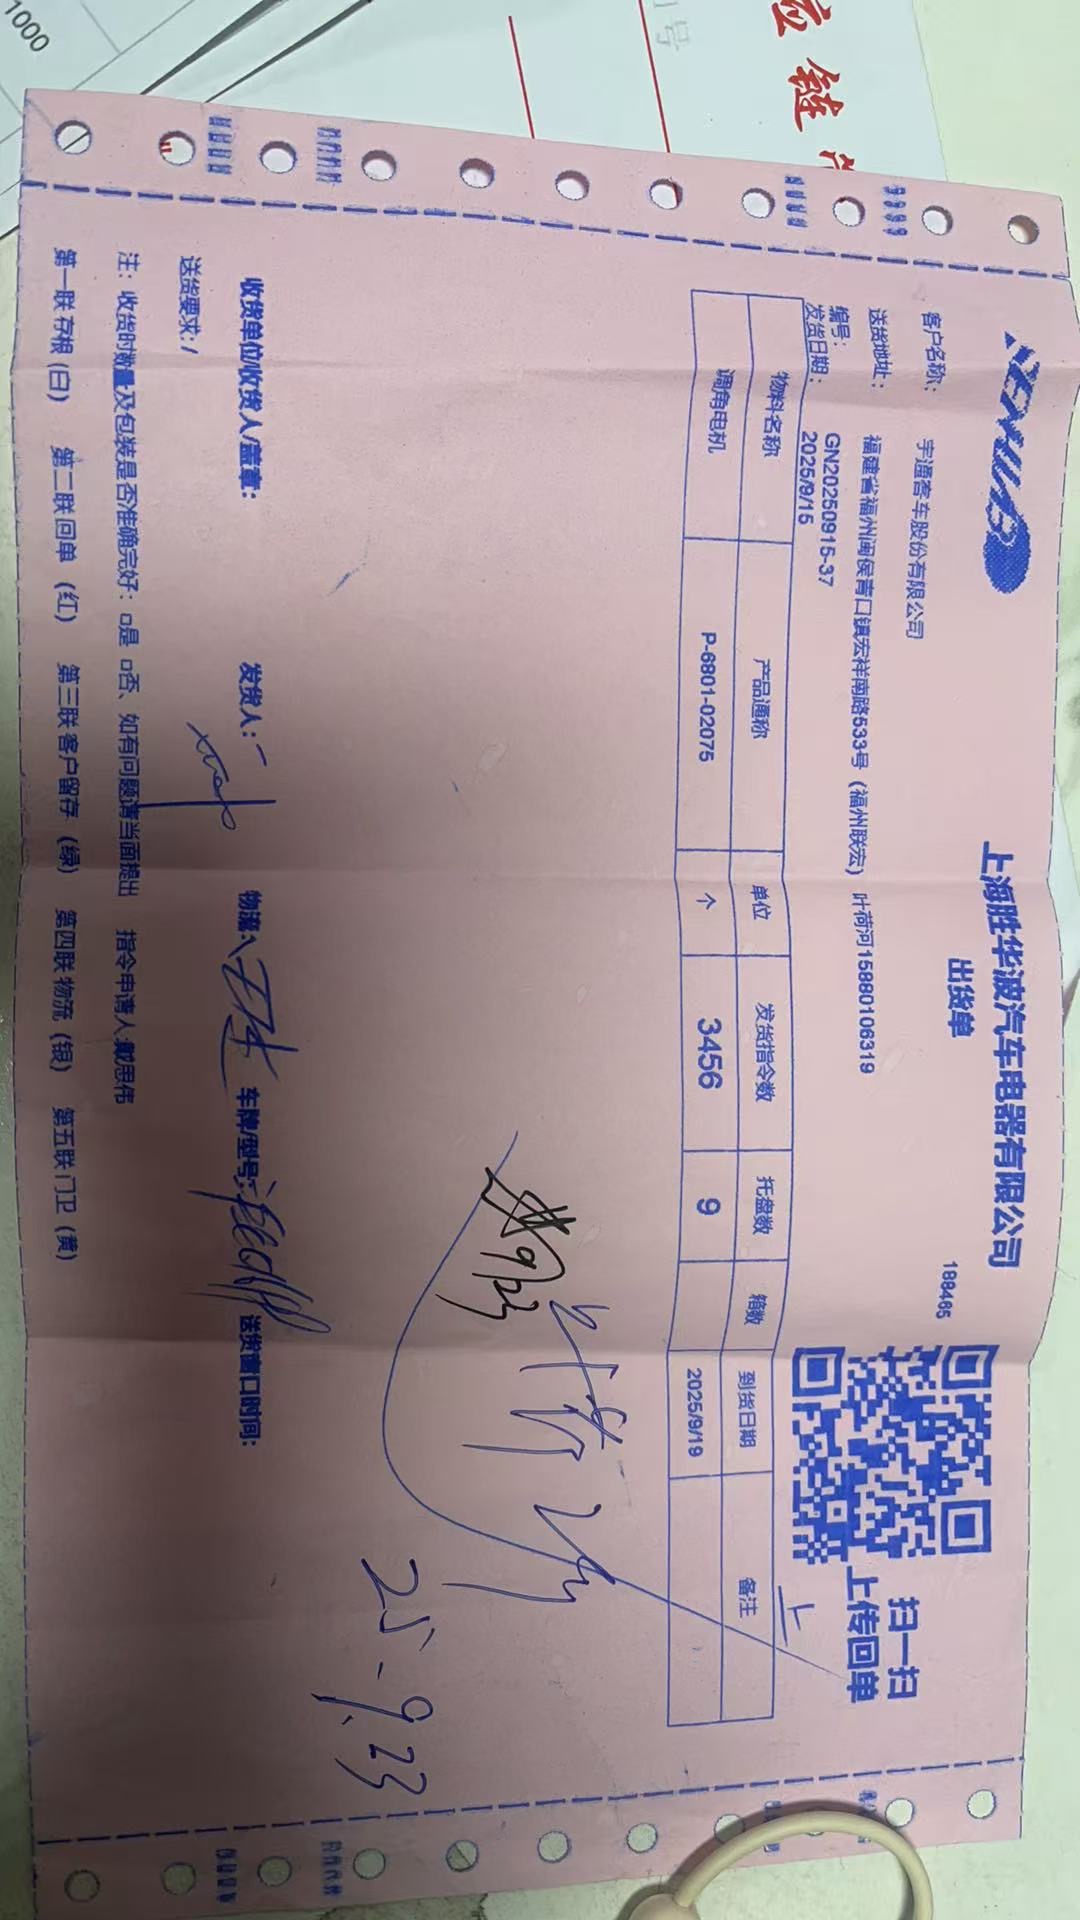 1000
号
链
上海胜华波汽车电器有限公司
出货单
188465
扫一扫
上传回单
客户名称： 宇通客车股份有限公司
送货地址： 福建省福州闽侯青口镇宏祥南路533号（福州联宏） 叶荷河15880106319
编号： GN20250915-37
发货日期： 2025/9/15
物料名称 产品通称 单位 发货指令数 托盘数 箱数 到货日期 备注
调角电机 P-6801-02075 个 3456 9 2025/9/19
9/23
25-9.23
收货单位/收货人/盖章： 发货人： 物流： 车牌/型号： 送货青口时间：
送货要求：/
注：收货时数量及包装是否准确完好：□是 □否、如有问题请当面提出 指令申请人:戴思伟
第一联 存根（白） 第二联 回单（红） 第三联 客户留存（绿） 第四联 物流（银） 第五联 门卫（黄）